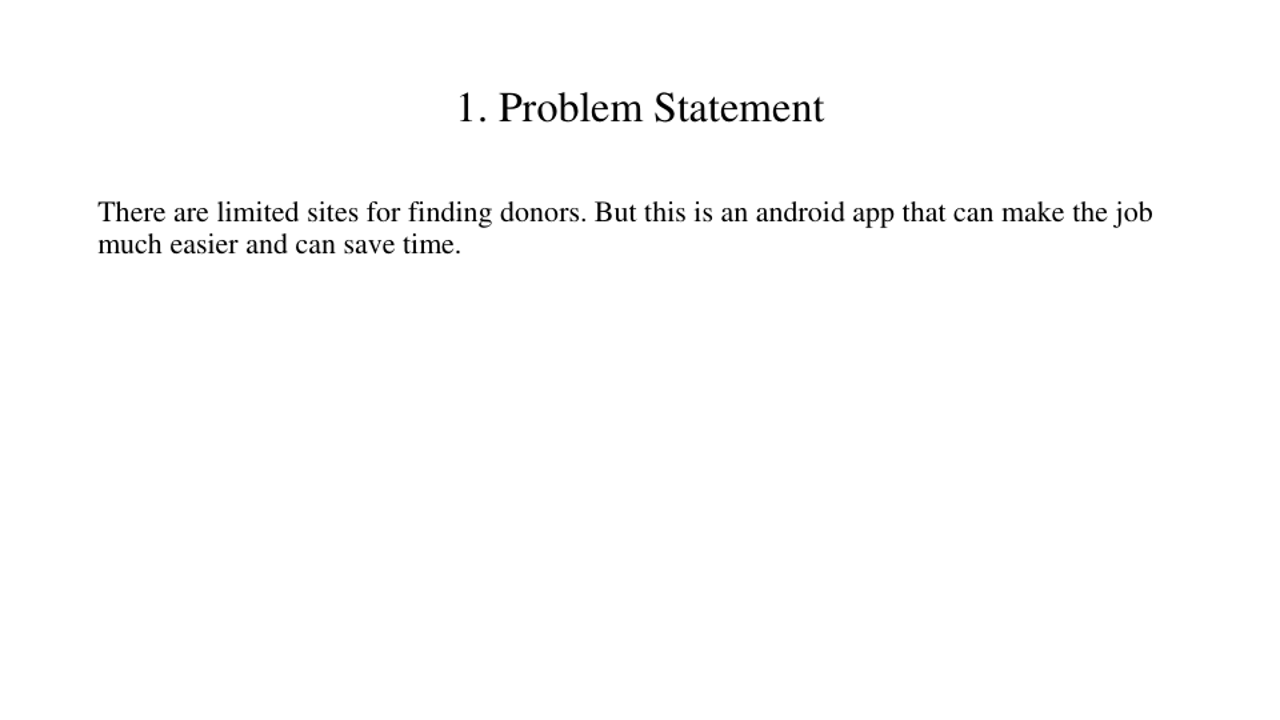 1. Problem Statement
There are limited sites for finding donors. But this is an android app that can make the job
much easier and can save time.